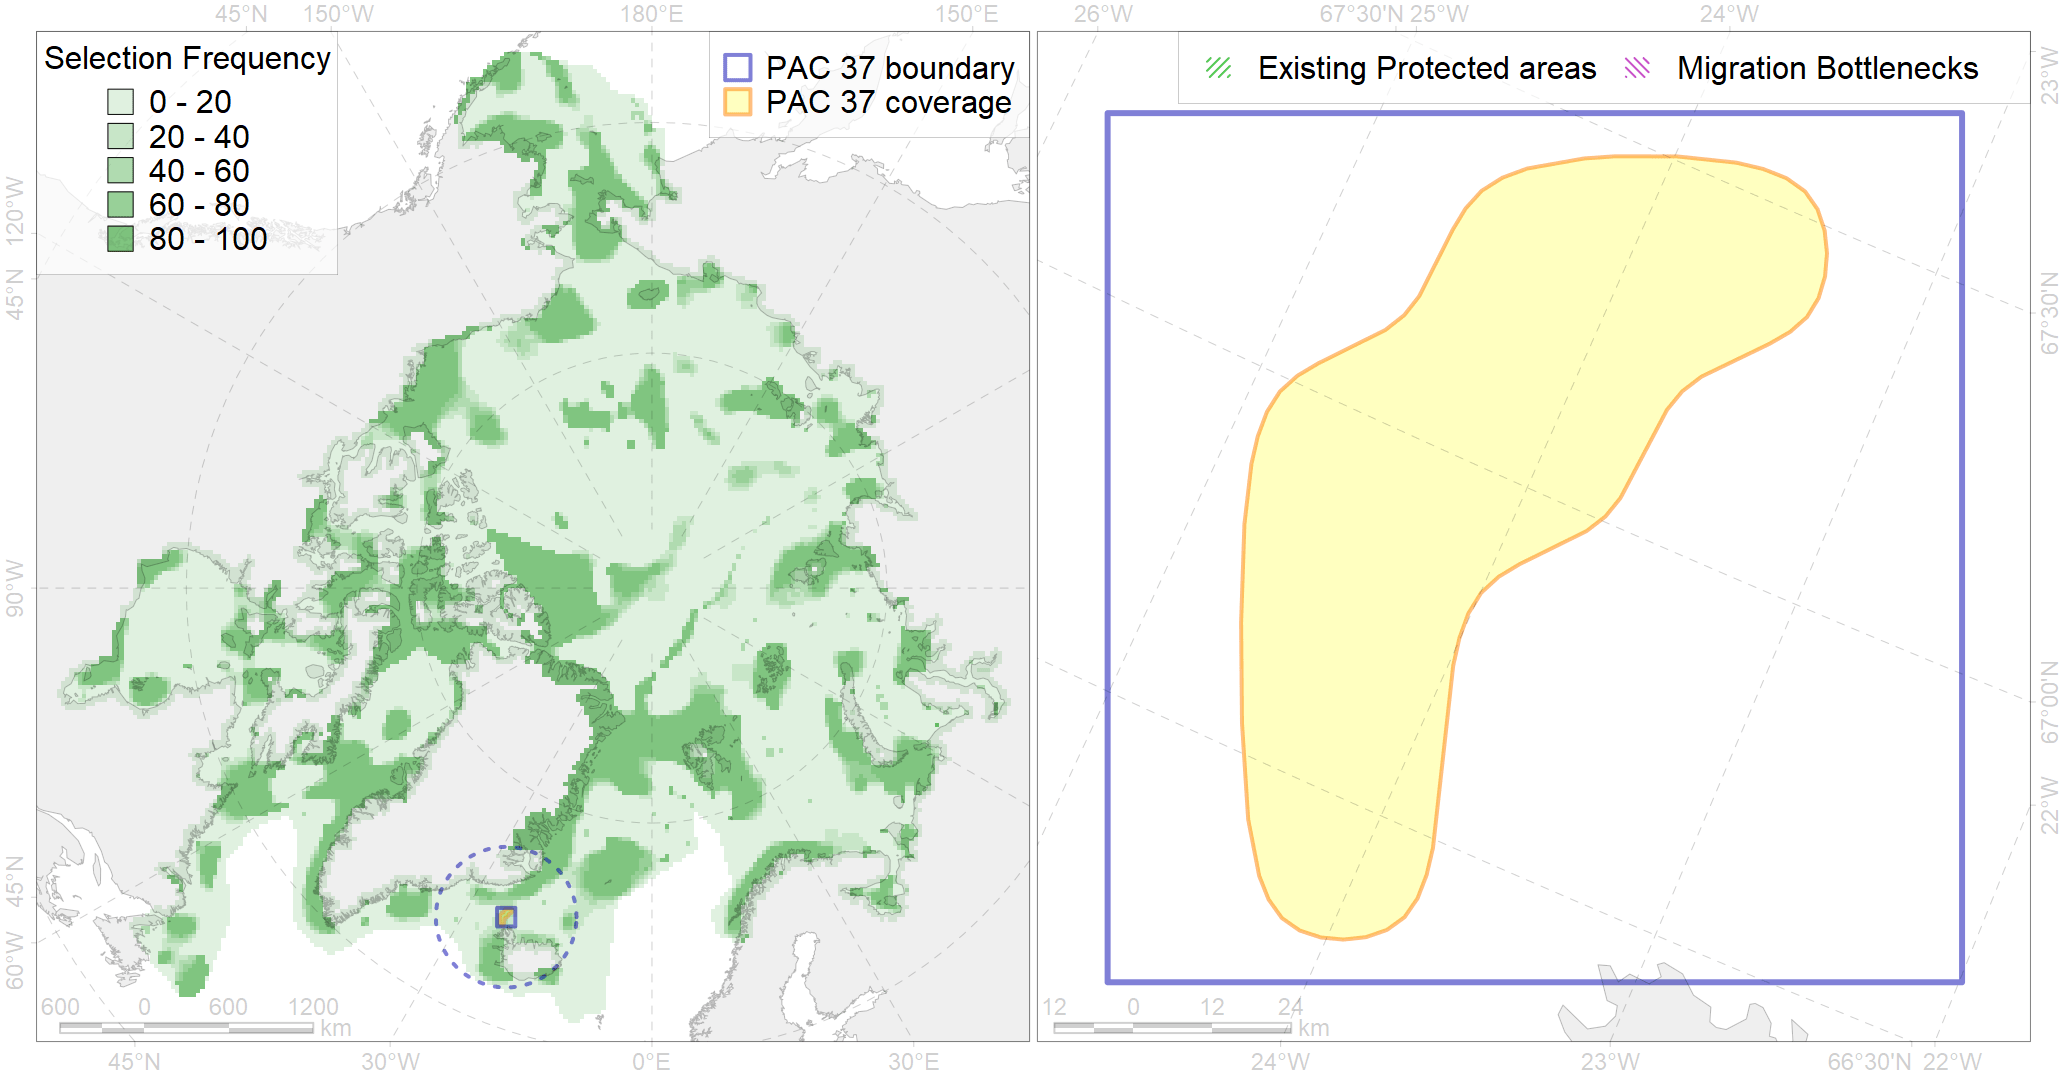 45°N 150°W 180°E 150°E 26°W 67°30'N 25°W 24°W
Selection Frequency
0 - 20
20 - 40
40 - 60
60 - 80
80 - 100
PAC 37 boundary
PAC 37 coverage
Existing Protected areas
Migration Bottlenecks
120°W
45°N
90°W
45°N
60°W
23°W
67°30'N
67°00'N
22°W
600 0 600 1200
km
12 0 12 24
km
45°N 30°W 0°E 30°E 24°W 23°W 66°30'N 22°W